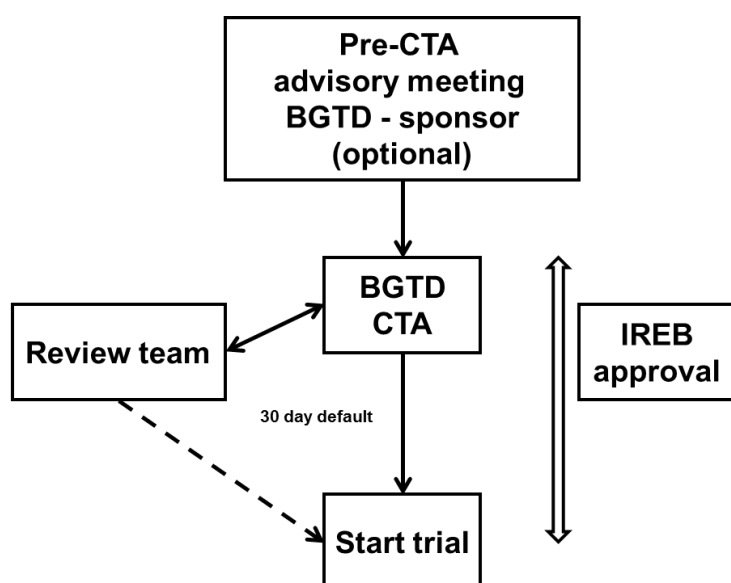 Pre-CTA
advisory meeting
BGTD - sponsor
(optional)
BGTD
CTA
Review team
IREB
approval
30 day default
Start trial